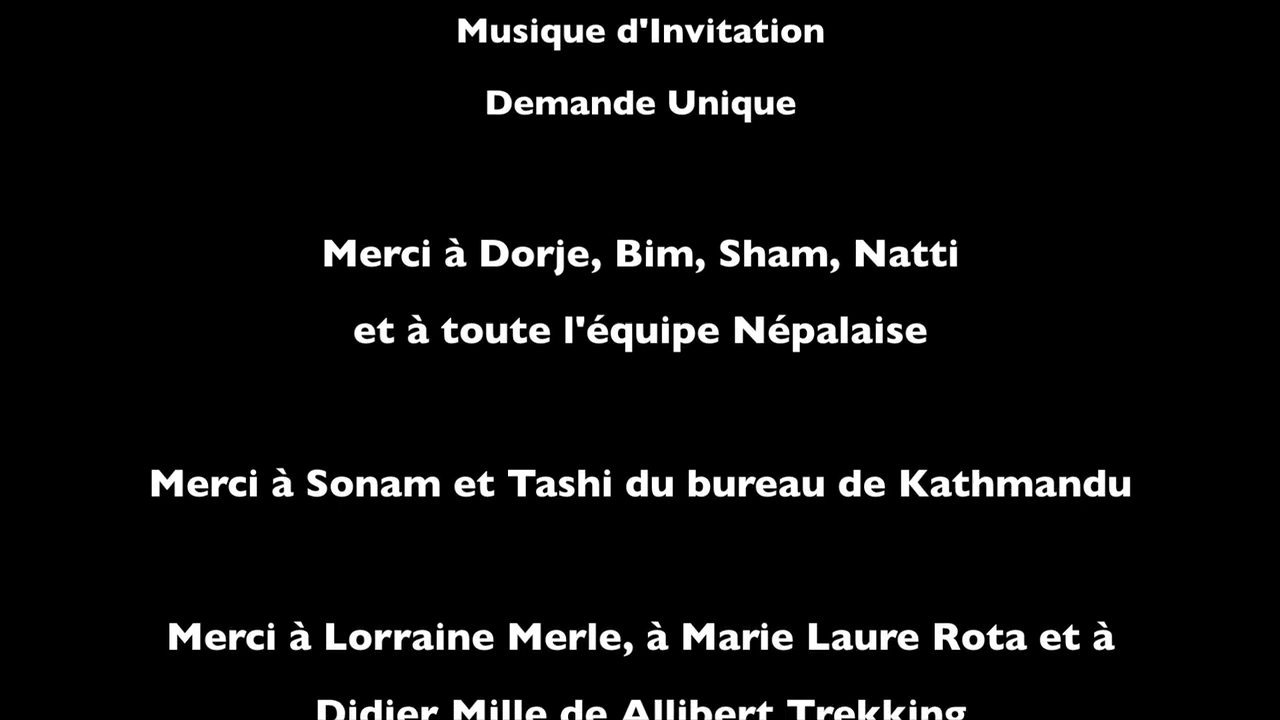 Musique d'Invitation
Demande Unique
Merci à Dorje, Bim, Sham, Natti
et à toute l'équipe Népalaise
Merci à Sonam et Tashi du bureau de Kathmandu
Merci à Lorraine Merle, à Marie Laure Rota et à
Didier Mille de Allibert Trekking